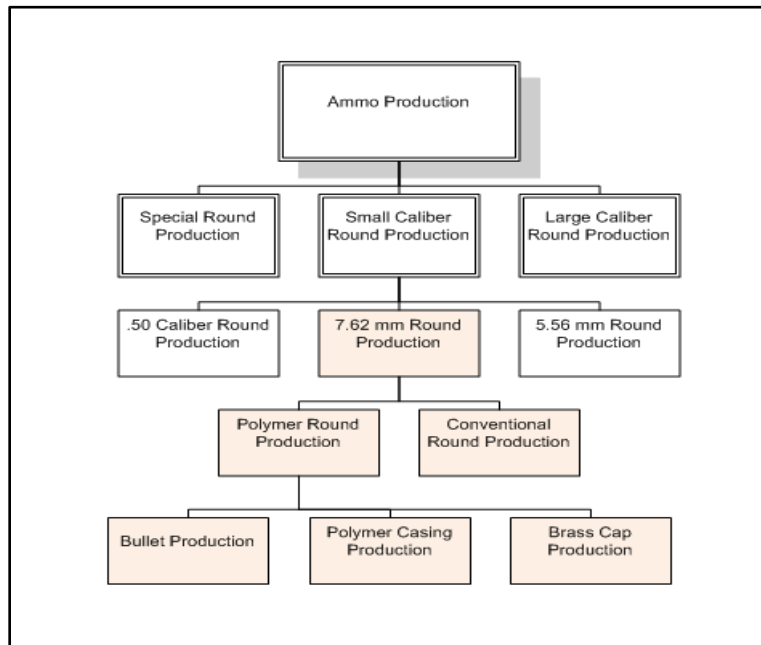 Ammo Production
Special Round
Production
Small Caliber
Round Production
Large Caliber
Round Production
.50 Caliber Round
Production
7.62 mm Round
Production
5.56 mm Round
Production
Polymer Round
Production
Conventional
Round Production
Bullet Production
Polymer Casing
Production
Brass Cap
Production